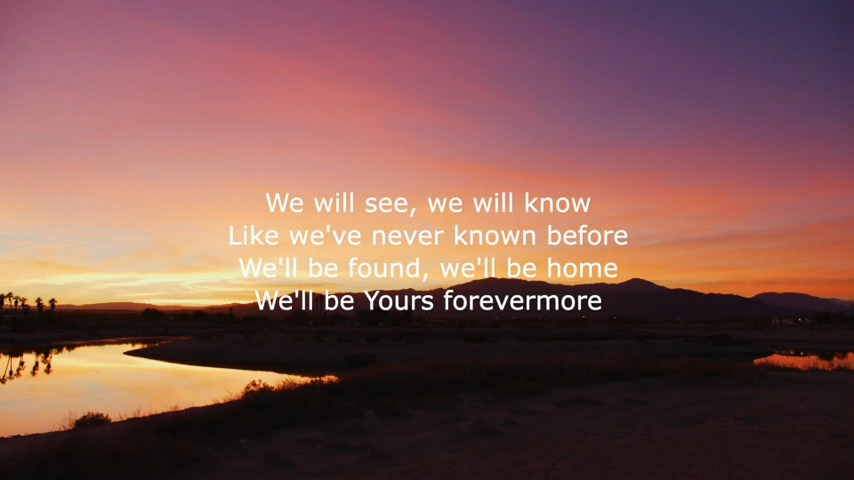 We will see, we will know
Like we've never known before
We'll be found, we'll be home
We'll be Yours forevermore